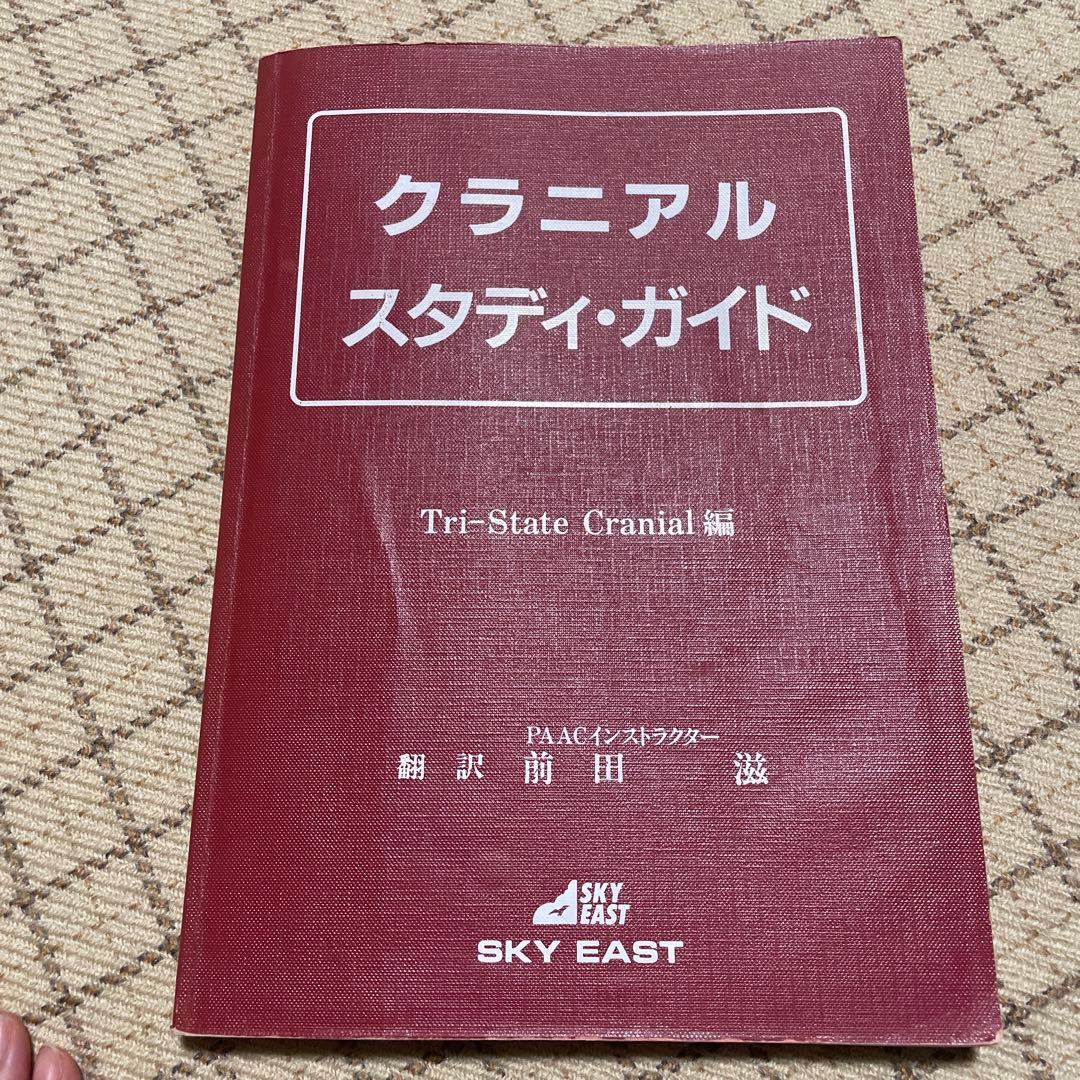 クラニアル
スタディ・ガイド
Tri-State Cranial 編
PAACインストラクター
翻訳 前田 滋
SKY
EAST
SKY EAST